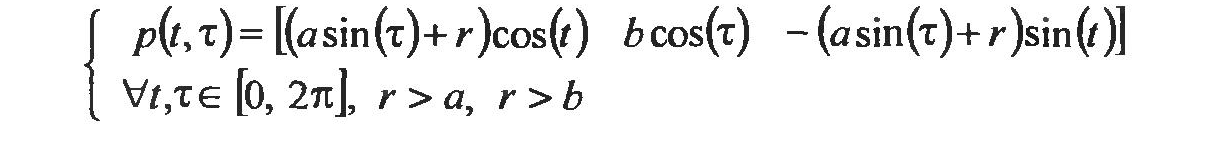 p(t,τ)=[(a sin(τ)+r)cos(t) b cos(τ) −(a sin(τ)+r)sin(t)]
∀t,τ∈ [0, 2π], r > a, r > b